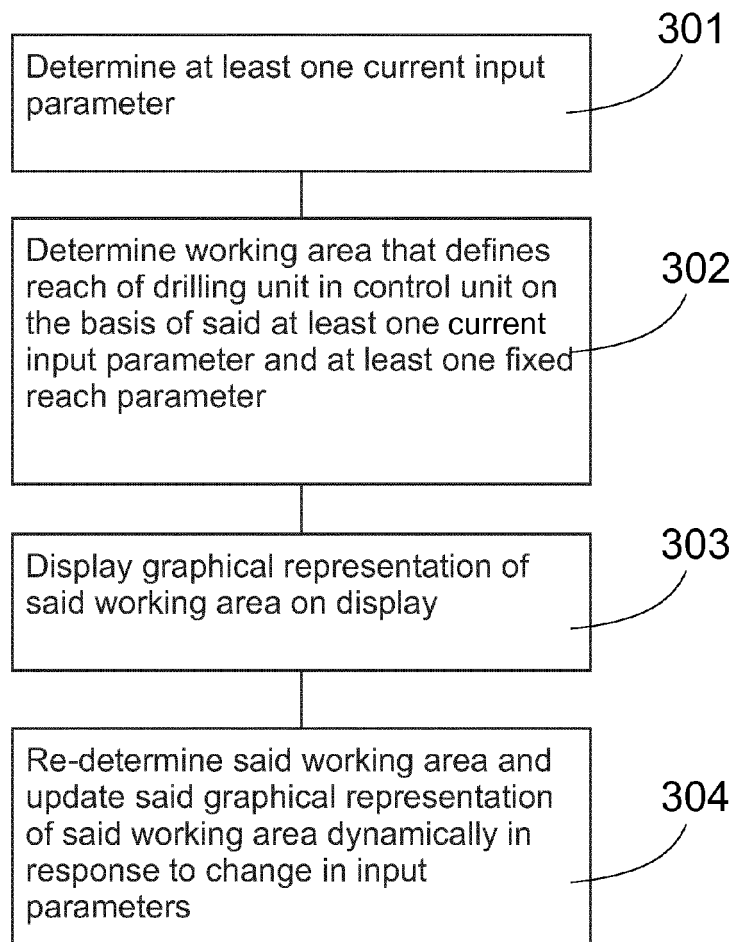 301
Determine at least one current input
parameter
302
Determine working area that defines
reach of drilling unit in control unit on
the basis of said at least one current
input parameter and at least one fixed
reach parameter
303
Display graphical representation of
said working area on display
304
Re-determine said working area and
update said graphical representation
of said working area dynamically in
response to change in input
parameters